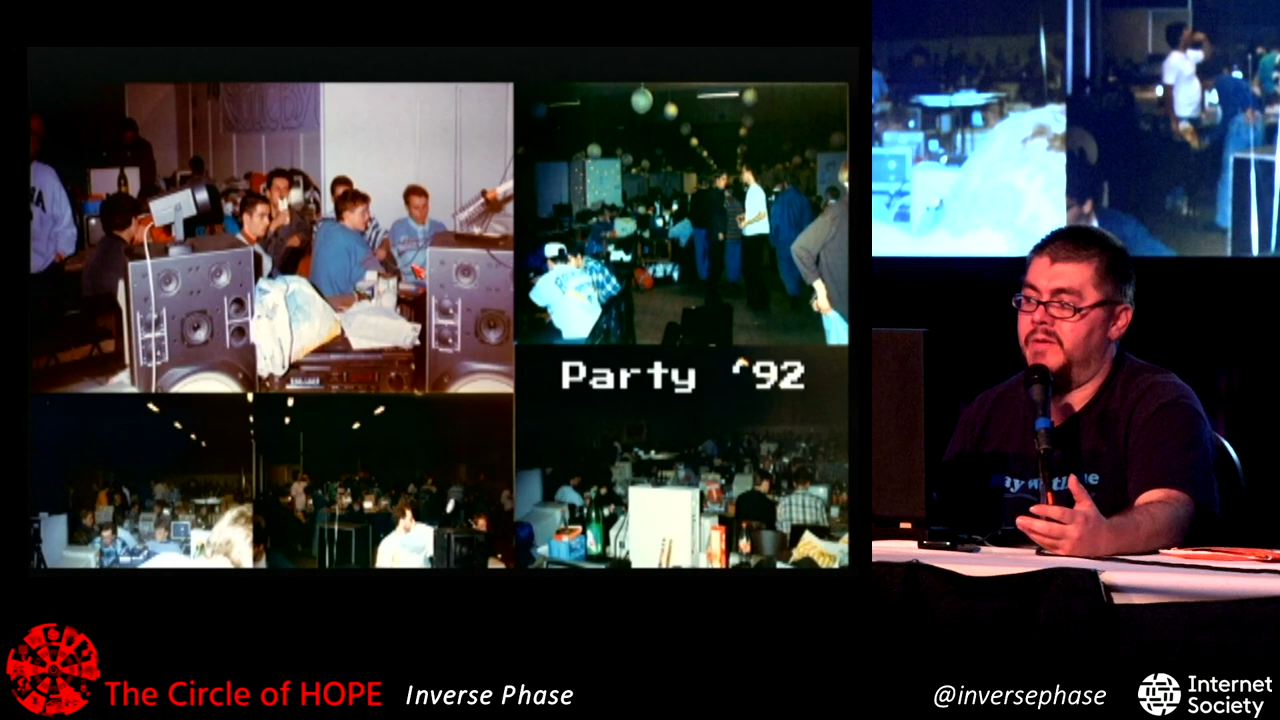 Party '92
The Circle of HOPE
Inverse Phase
@inversephase
Internet
Society